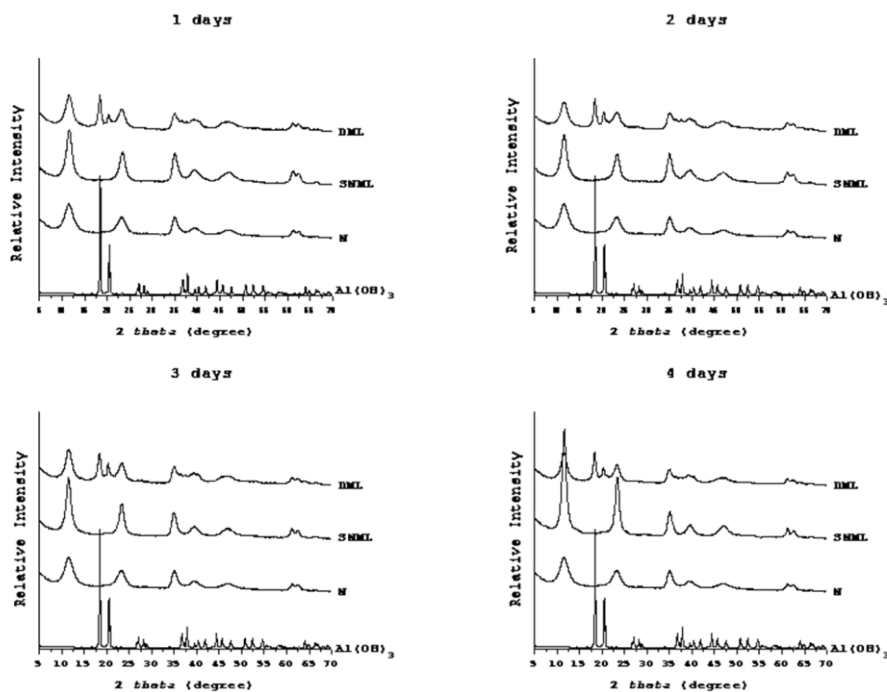 1 days
2 days
Relative Intensity
DML
SNML
N
Al(OH)3
2 theta (degree)
Relative Intensity
DML
SNML
N
Al(OH)3
2 theta (degree)
3 days
4 days
Relative Intensity
DML
SNML
N
Al(OH)3
5 10 15 20 25 30 35 40 45 50 55 60 65 70
2 theta (degree)
Relative Intensity
DML
SNML
N
Al(OH)3
5 10 15 20 25 30 35 40 45 50 55 60 65 70
2 theta (degree)